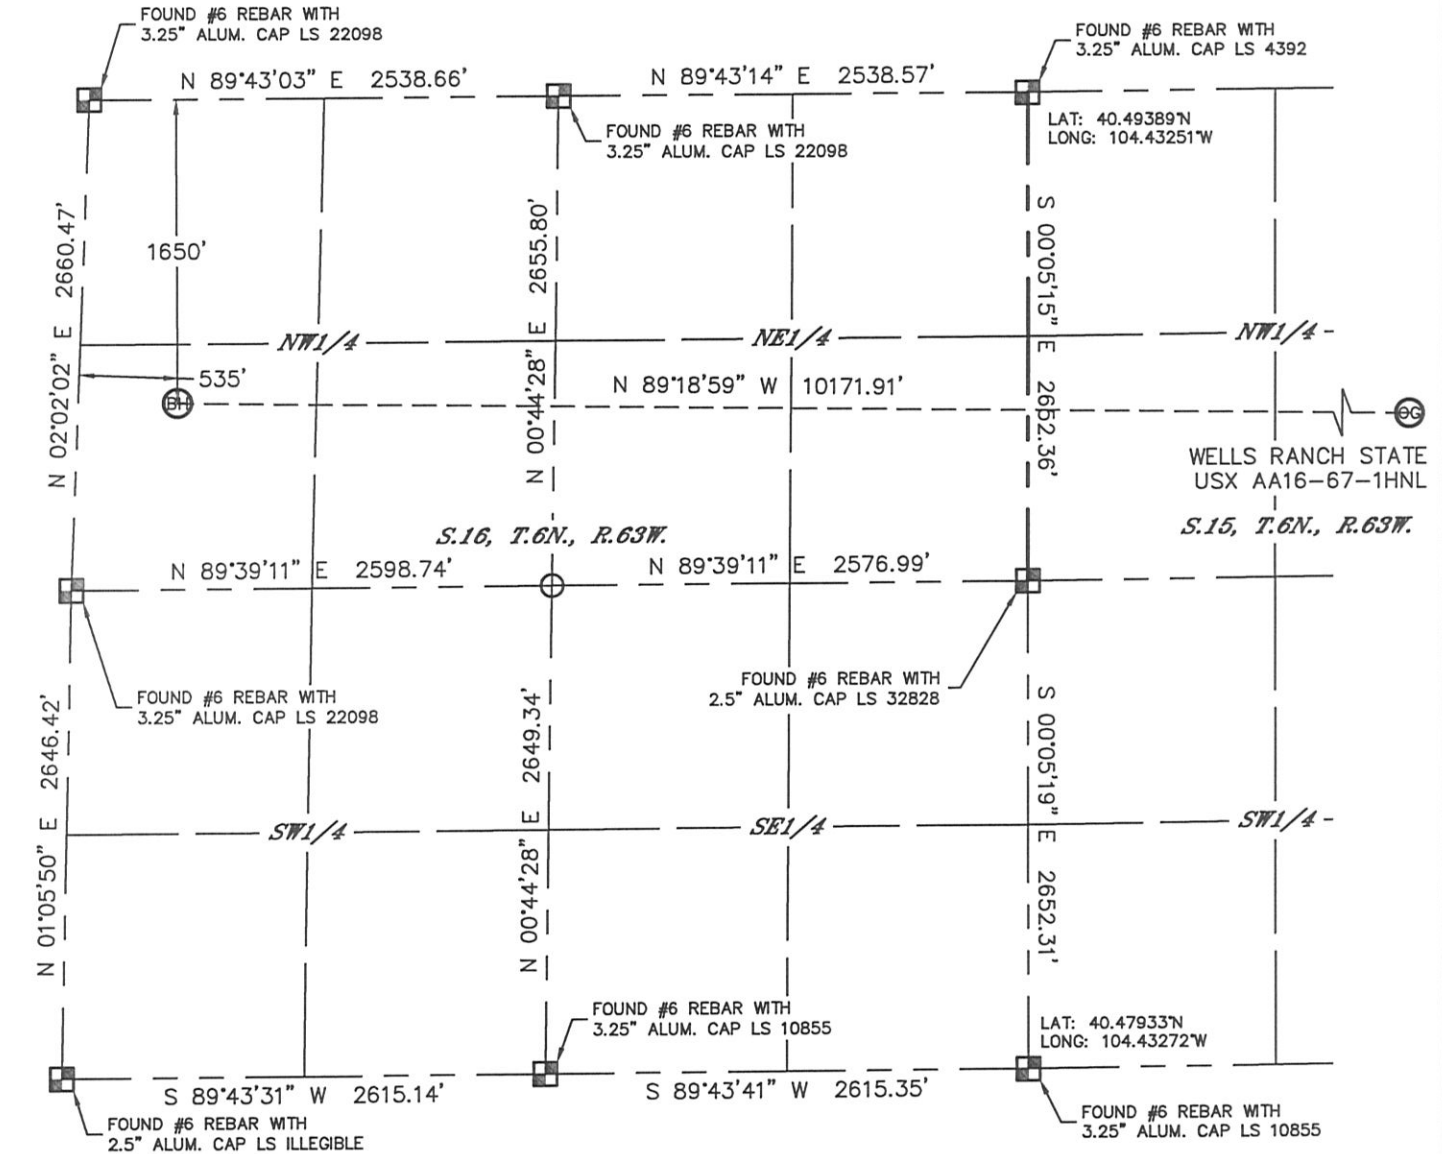 FOUND #6 REBAR WITH
3.25" ALUM. CAP LS 22098
FOUND #6 REBAR WITH
3.25" ALUM. CAP LS 4392
N 89°43'03" E 2538.66'
N 89°43'14" E 2538.57'
LAT: 40.49389°N
LONG: 104.43251°W
FOUND #6 REBAR WITH
3.25" ALUM. CAP LS 22098
N 02°02'02" E 2660.47'
1650'
N 00°44'28" E 2655.80'
S 00°05'15" E 2652.36'
NW1/4
NE1/4
NW1/4
535'
N 89°18'59" W 10171.91'
BH
OG
WELLS RANCH STATE
USX AA16-67-1HNL
S.16, T.6N., R.63W.
S.15, T.6N., R.63W.
N 89°39'11" E 2598.74'
N 89°39'11" E 2576.99'
FOUND #6 REBAR WITH
3.25" ALUM. CAP LS 22098
FOUND #6 REBAR WITH
2.5" ALUM. CAP LS 32828
N 01°05'50" E 2646.42'
N 00°44'28" E 2649.34'
S 00°05'19" E 2652.31'
SW1/4
SE1/4
SW1/4
FOUND #6 REBAR WITH
3.25" ALUM. CAP LS 10855
LAT: 40.47933°N
LONG: 104.43272°W
S 89°43'31" W 2615.14'
S 89°43'41" W 2615.35'
FOUND #6 REBAR WITH
2.5" ALUM. CAP LS ILLEGIBLE
FOUND #6 REBAR WITH
3.25" ALUM. CAP LS 10855